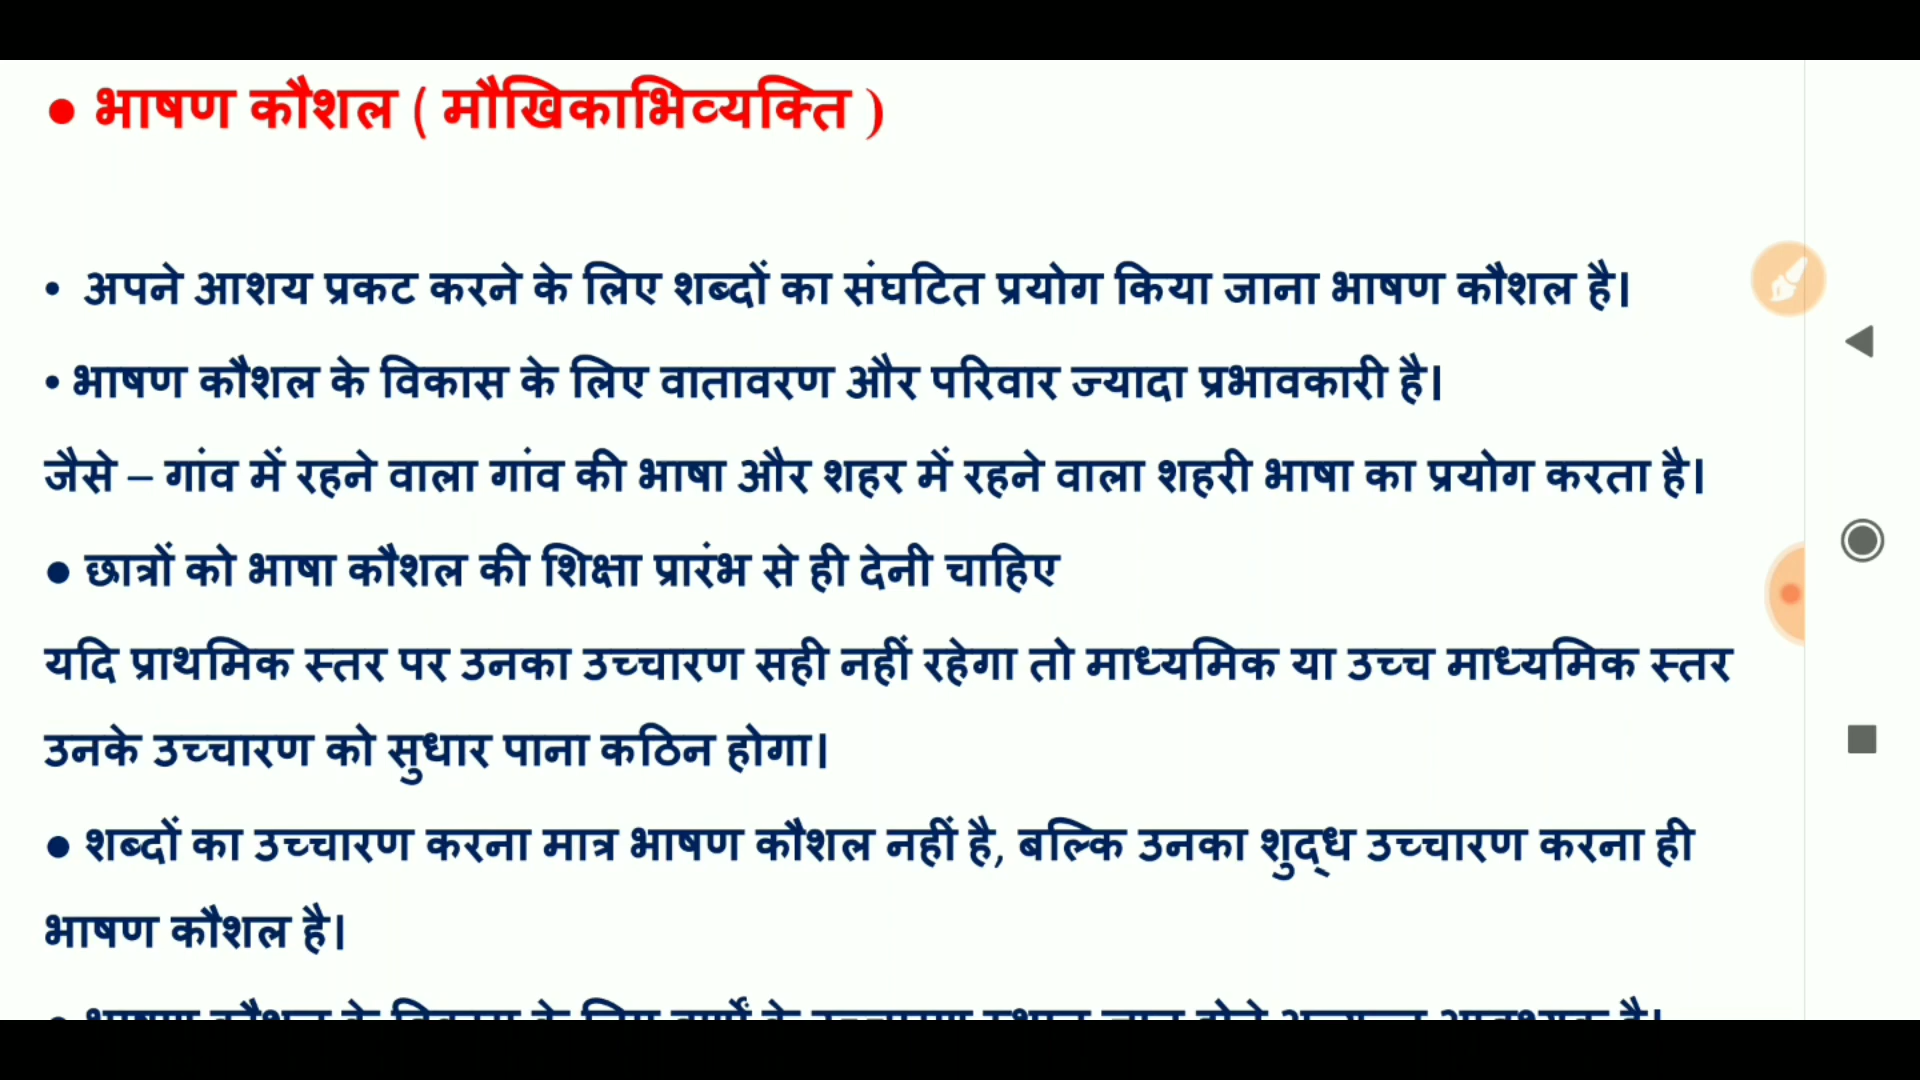 ● भाषण कौशल ( मौखिकाभिव्यक्ति )
• अपने आशय प्रकट करने के लिए शब्दों का संघटित प्रयोग किया जाना भाषण कौशल है।
• भाषण कौशल के विकास के लिए वातावरण और परिवार ज्यादा प्रभावकारी है।
जैसे – गांव में रहने वाला गांव की भाषा और शहर में रहने वाला शहरी भाषा का प्रयोग करता है।
● छात्रों को भाषा कौशल की शिक्षा प्रारंभ से ही देनी चाहिए
यदि प्राथमिक स्तर पर उनका उच्चारण सही नहीं रहेगा तो माध्यमिक या उच्च माध्यमिक स्तर
उनके उच्चारण को सुधार पाना कठिन होगा।
● शब्दों का उच्चारण करना मात्र भाषण कौशल नहीं है, बल्कि उनका शुद्ध उच्चारण करना ही
भाषण कौशल है।